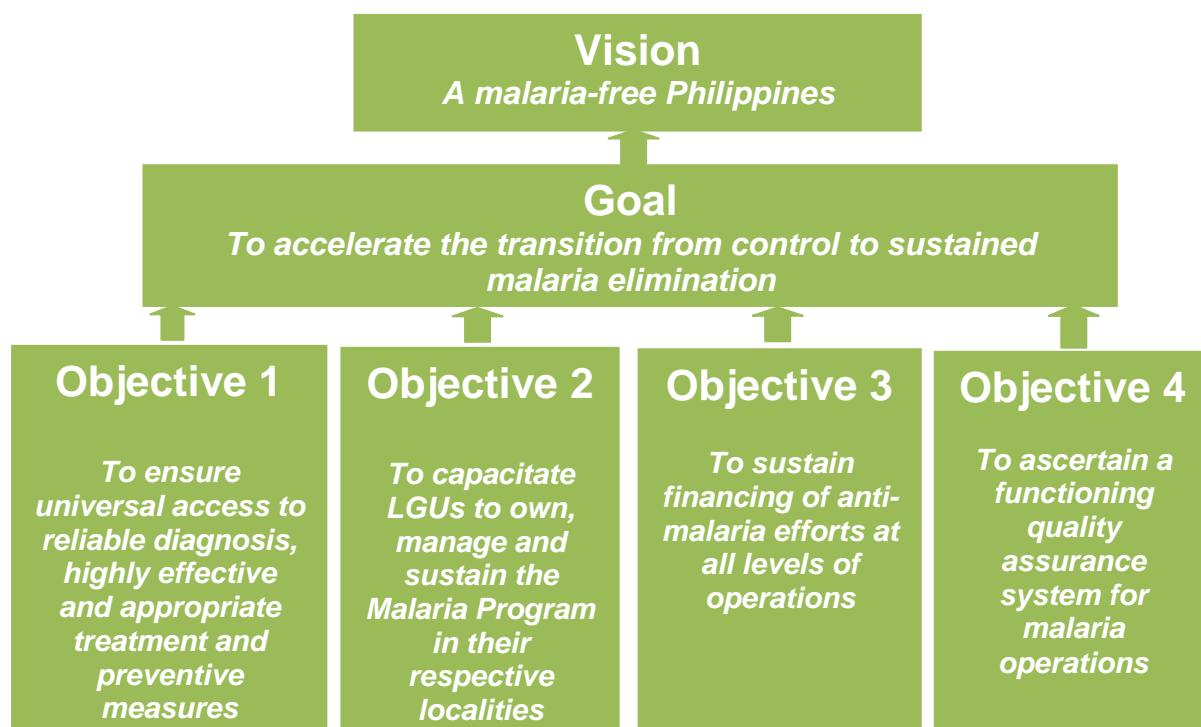 Vision
A malaria-free Philippines
Goal
To accelerate the transition from control to sustained
malaria elimination
Objective 1
To ensure
universal access to
reliable diagnosis,
highly effective
and appropriate
treatment and
preventive
measures
Objective 2
To capacitate
LGUs to own,
manage and
sustain the
Malaria Program
in their
respective
localities
Objective 3
To sustain
financing of anti-
malaria efforts at
all levels of
operations
Objective 4
To ascertain a
functioning
quality
assurance
system for
malaria
operations